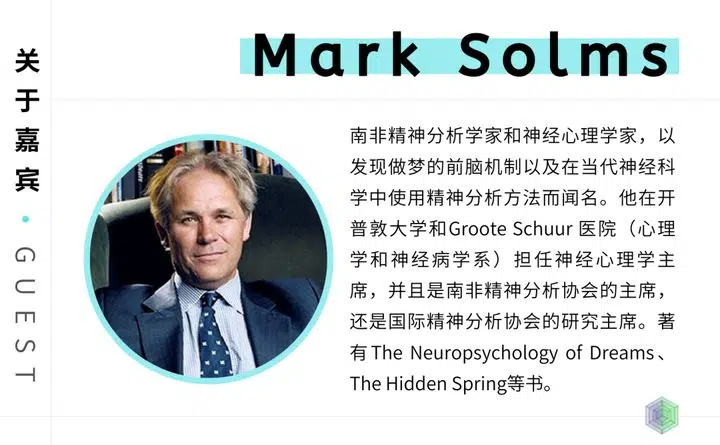 Mark Solms
关于嘉宾·GUEST
南非精神分析学家和神经心理学家，以
发现做梦的前脑机制以及在当代神经科
学中使用精神分析方法而闻名。他在开
普敦大学和Groote Schuur 医院（心理
学和神经病学系）担任神经心理学主
席，并且是南非精神分析协会的主席，
还是国际精神分析协会的研究主席。著
有The Neuropsychology of Dreams、
The Hidden Spring等书。